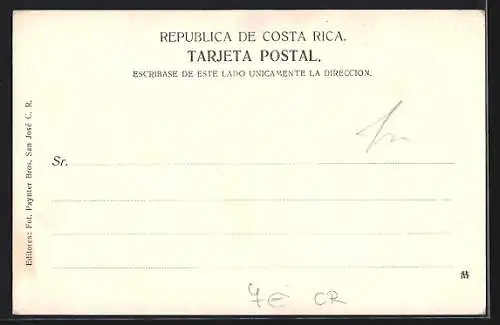 REPUBLICA DE COSTA RICA.
TARJETA POSTAL.
ESCRIBASE DE ESTE LADO UNICAMENTE LA DIRECCION.
Sr.
Editores: Fot. Paynter Bros, San José C. R.
7€ CR